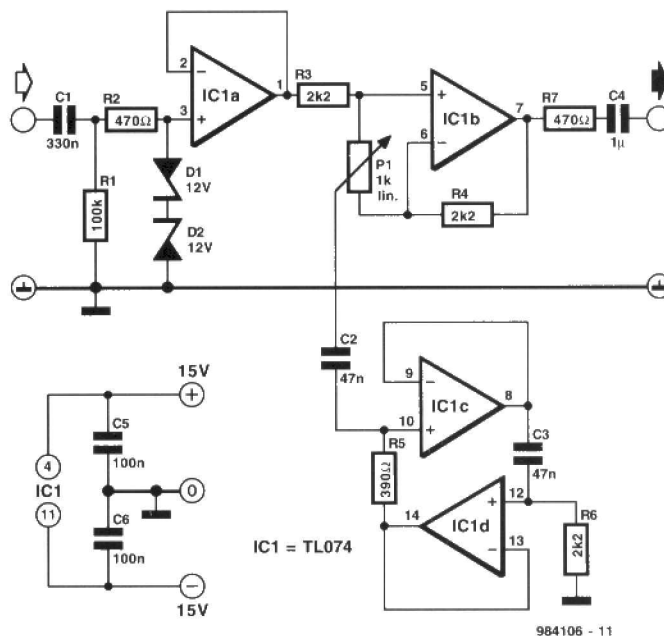 2
1
R3
IC1a
C1
R2
3
2k2
5
IC1b
7
R7
C4
470Ω
330n
6
470Ω
1µ
P1
1k
lin.
D1
12V
R1
100k
R4
2k2
D2
12V
C2
47n
9
IC1c
8
10
15V
R5
390Ω
C3
47n
C5
100n
4
IC1
11
0
14
12
IC1d
13
R6
2k2
C6
100n
IC1 = TL074
15V
984106 - 11